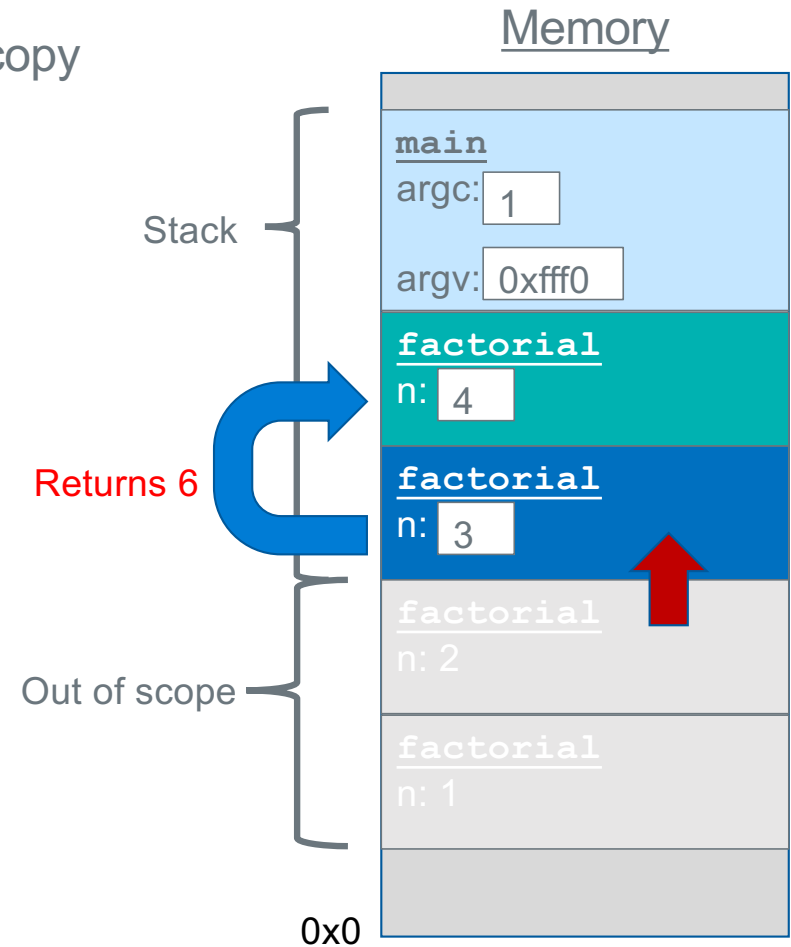 copy
Memory
Stack
main
argc: 1
argv: 0xfff0
factorial
n: 4
Returns 6
factorial
n: 3
Out of scope
factorial
n: 2
factorial
n: 1
0x0